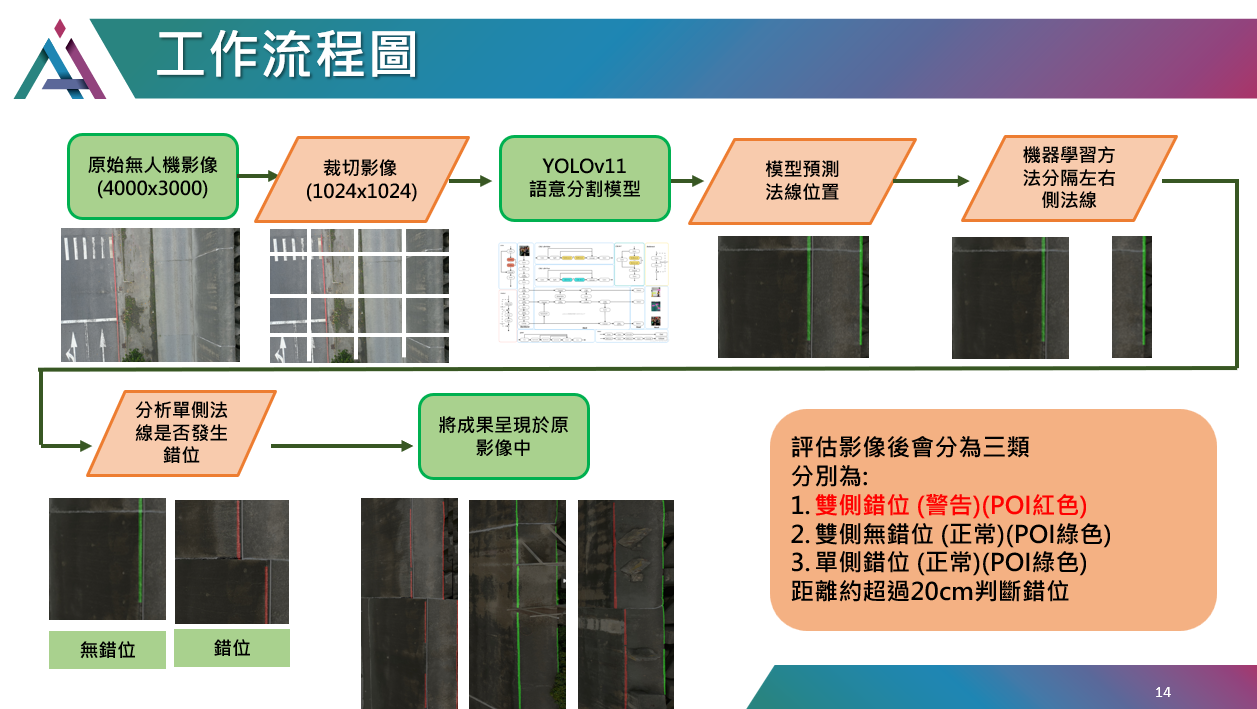 工作流程圖
原始無人機影像
(4000x3000)
裁切影像
(1024x1024)
YOLOv11
語意分割模型
模型預測
法線位置
機器學習方
法分隔左右
側法線
分析單側法
線是否發生
錯位
將成果呈現於原
影像中
無錯位
錯位
評估影像後會分為三類
分別為:
1. 雙側錯位 (警告)(POI紅色)
2. 雙側無錯位 (正常)(POI綠色)
3. 單側錯位 (正常)(POI綠色)
距離約超過20cm判斷錯位
14